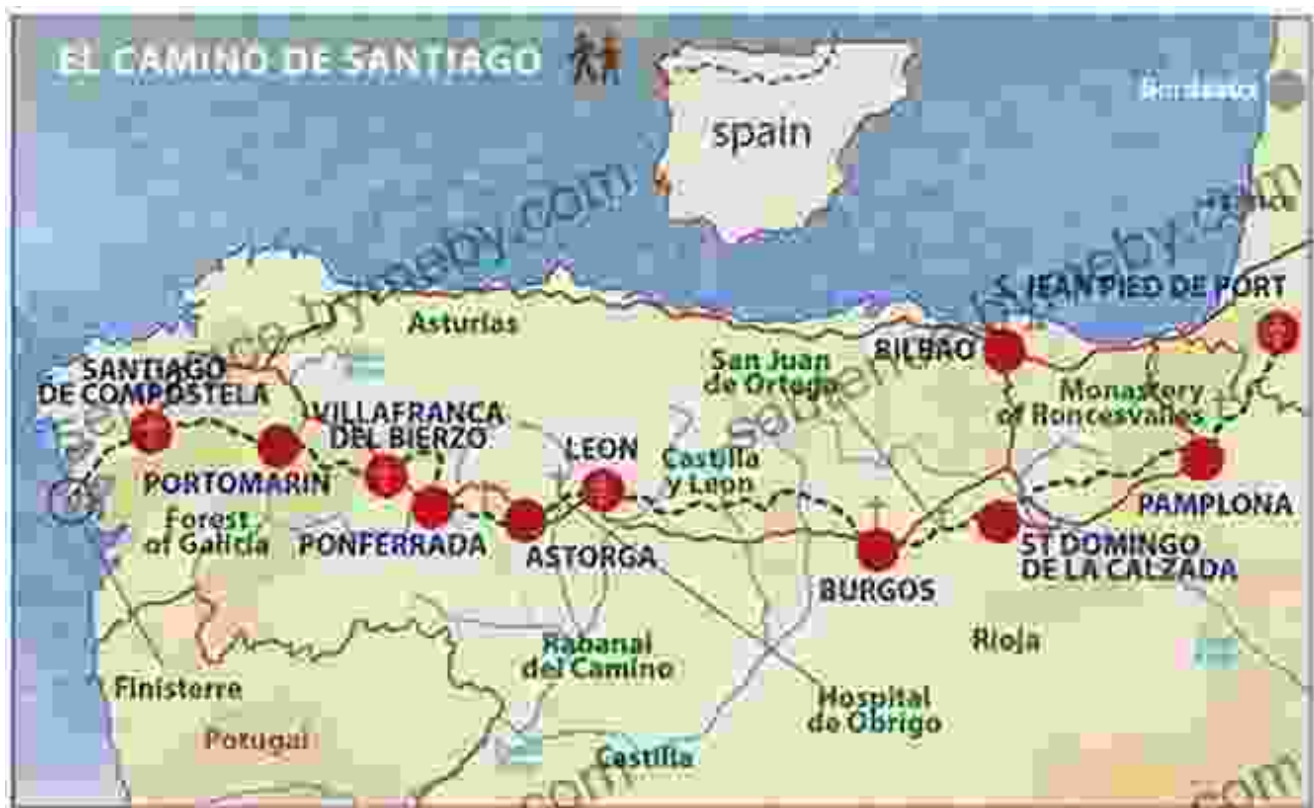 EL CAMINO DE SANTIAGO
spain
Bordeaux
S. JEAN PIED DE PORT
Asturias
BILBAO
San Juan
de Ortega
Monastery
of Roncesvalles
SANTIAGO
DE COMPOSTELA
VILLAFRANCA
DEL BIERZO
LEON
Castilla
y Leon
PORTOMARIN
PAMPLONA
Forest
of Galicia
PONFERRADA
ASTORGA
ST DOMINGO
DE LA CALZADA
BURGOS
Rabanal
del Camino
Rioja
Finisterre
Hospital
de Obrigo
Potugal
Castilla